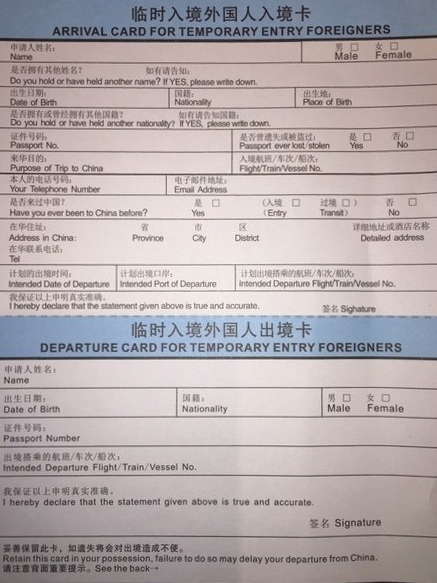 临时入境外国人入境卡
ARRIVAL CARD FOR TEMPORARY ENTRY FOREIGNERS
申请人姓名： 男 □ 女 □
Name Male Female
是否拥有其他姓名？ 如有请告知：
Do you hold or have held another name? If YES, please write down.
出生日期： 国籍： 出生地：
Date of Birth Nationality Place of Birth
是否拥有或曾经拥有其他国籍？ 如有请告知国籍：
Do you hold or have held another nationality? If YES, please write down.
证件号码： 是否曾遗失或被盗过： 是 □ 否 □
Passport No. Passport ever lost/stolen Yes No
来华目的： 入境航班/车次/船次：
Purpose of Trip to China Flight/Train/Vessel No.
本人的电话号码： 电子邮件地址：
Your Telephone Number Email Address
是否来过中国？ 是 □ （入境 □ 过境 □） 否 □
Have you ever been to China before? Yes (Entry Transit) No
在华住址： 省 市 区 详细地址或酒店名称
Address in China: Province City District Detailed address
在华联系电话：
Tel
计划的出境时间： 计划出境口岸： 计划出境搭乘的航班/车次/船次：
Intended Date of Departure Intended Port of Departure Intended Departure Flight/Train/Vessel No.
我保证以上申明真实准确。
I hereby declare that the statement given above is true and accurate. 签名 Signature
临时入境外国人出境卡
DEPARTURE CARD FOR TEMPORARY ENTRY FOREIGNERS
申请人姓名：
Name
出生日期： 国籍： 男 □ 女 □
Date of Birth Nationality Male Female
证件号码：
Passport Number
出境搭乘的航班/车次/船次：
Intended Departure Flight/Train/Vessel No.
我保证以上申明真实准确。
I hereby declare that the statement given above is true and accurate.
签名 Signature
妥善保留此卡，如遗失将会对出境造成不便。
Retain this card in your possession, failure to do so may delay your departure from China.
请注意背面重要提示。See the back→